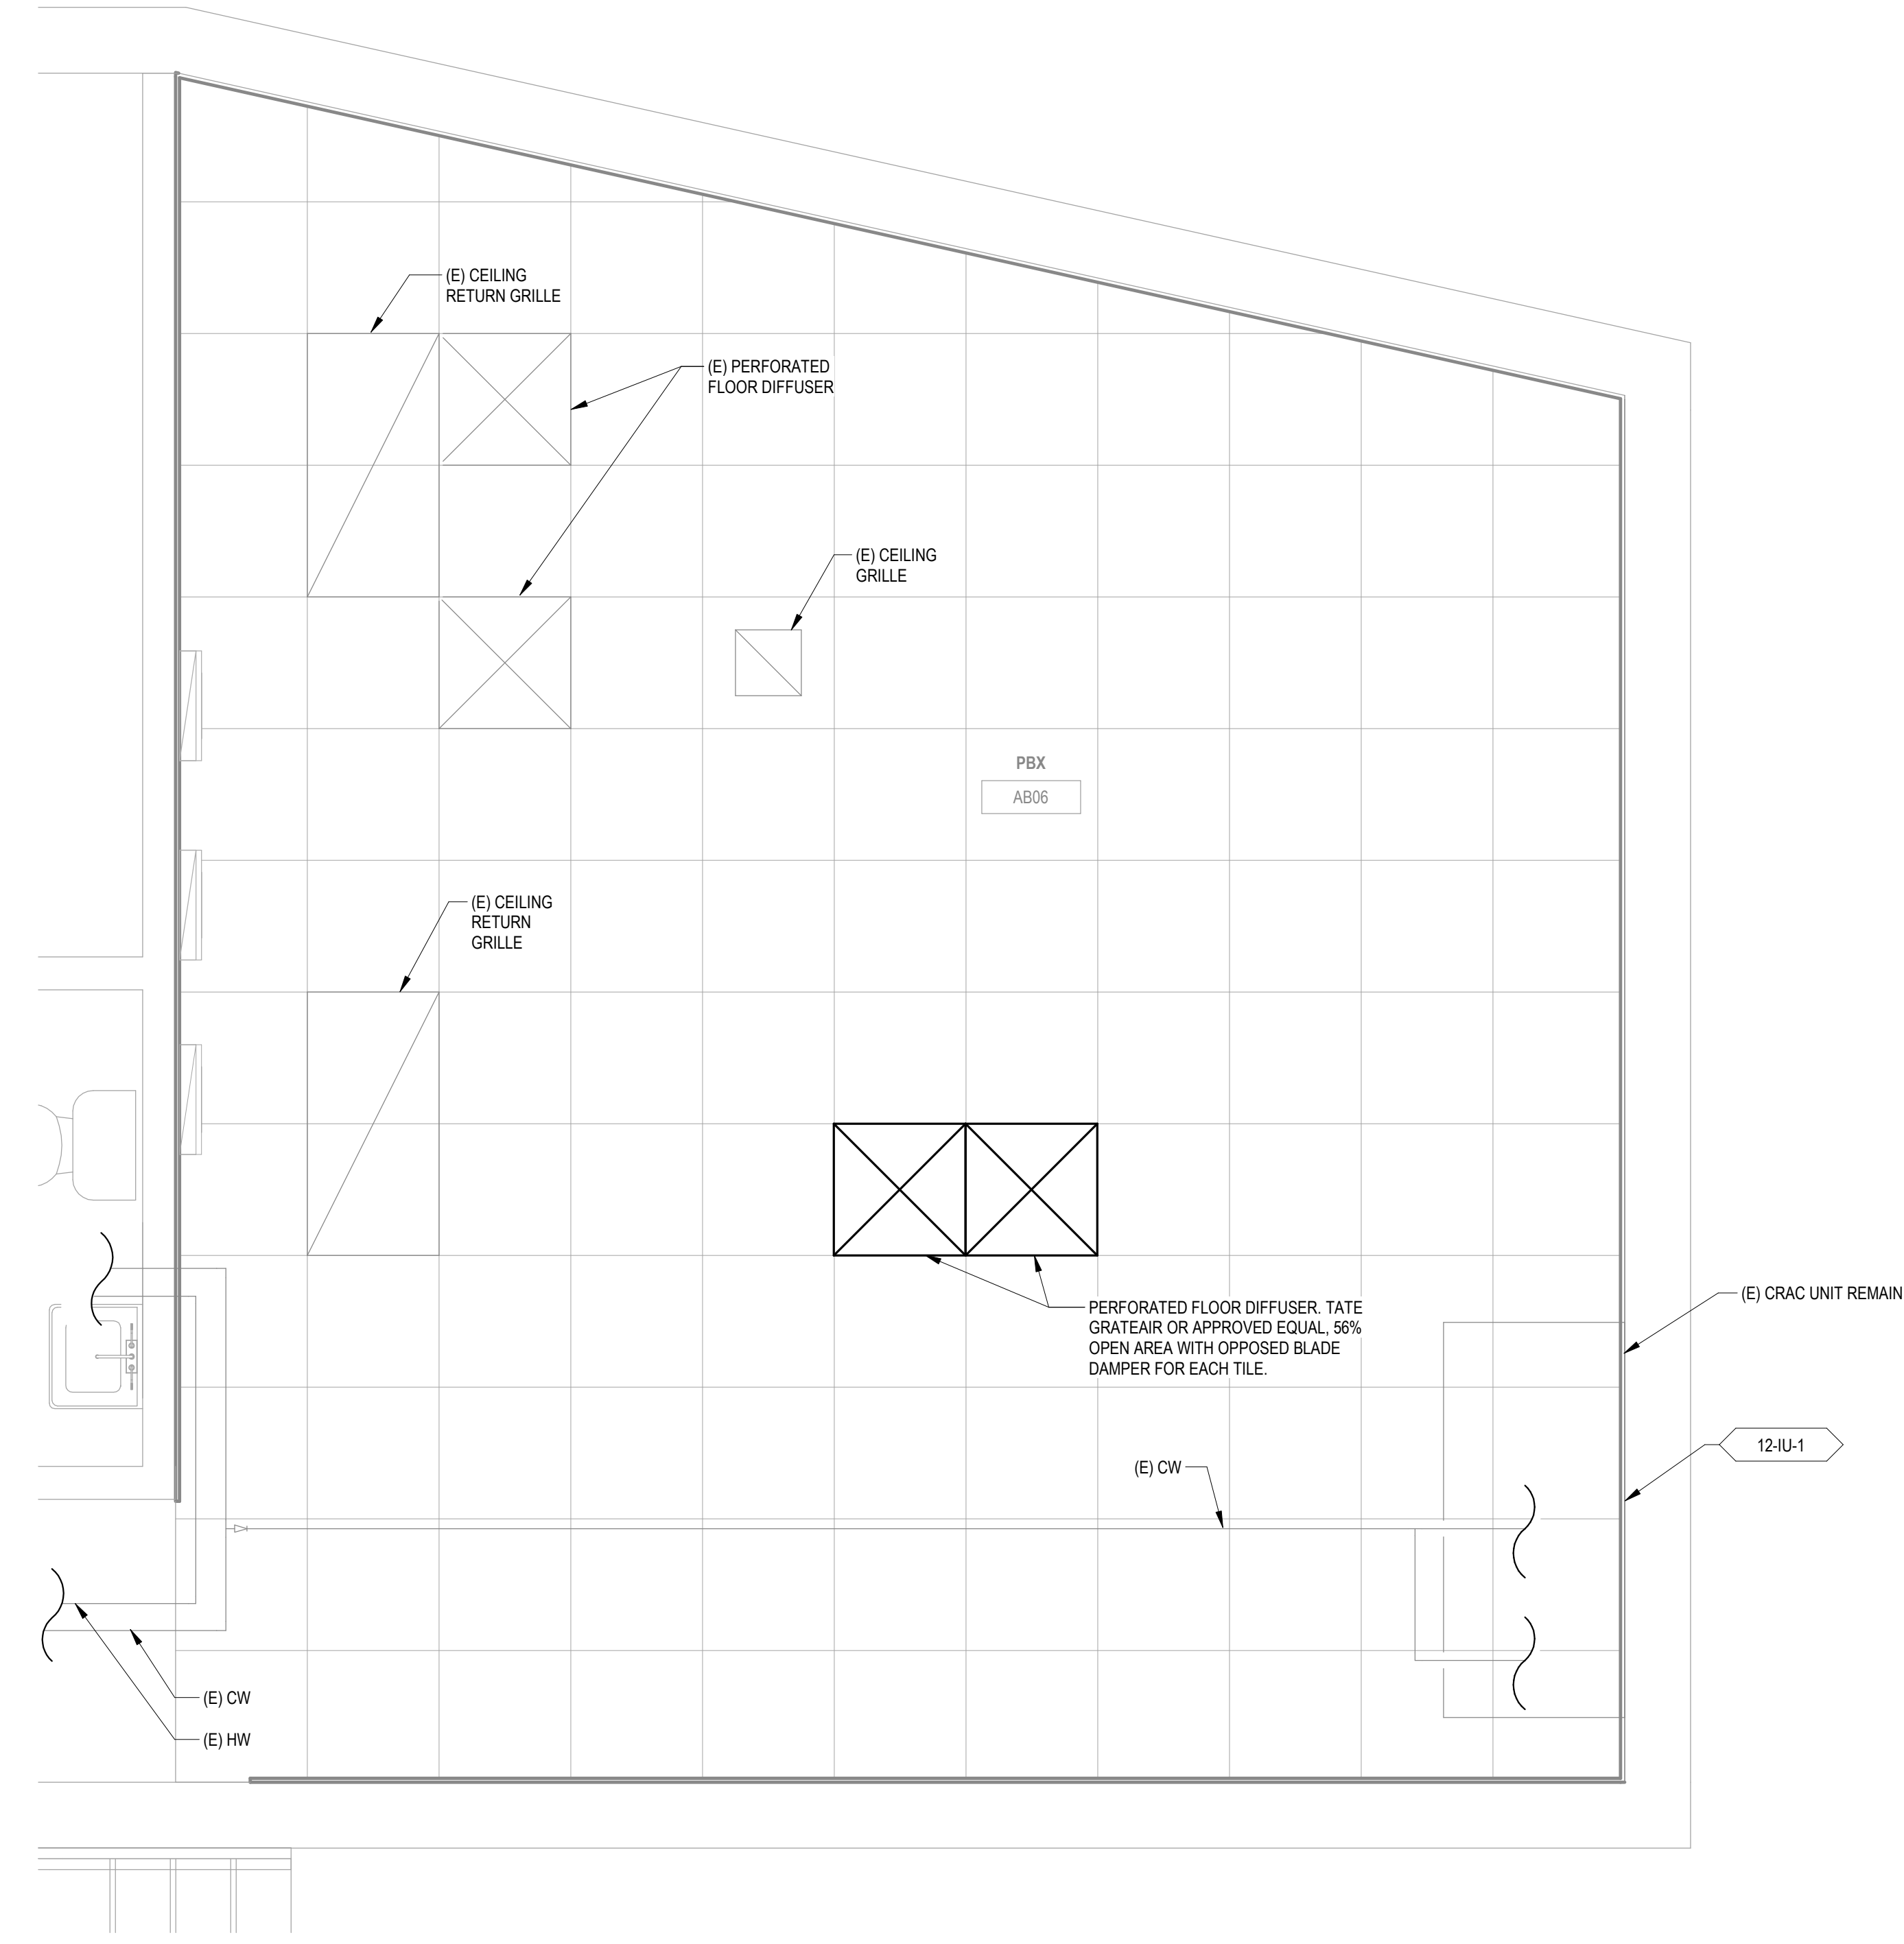 (E) CEILING
RETURN GRILLE
(E) PERFORATED
FLOOR DIFFUSER
(E) CEILING
GRILLE
PBX
AB06
(E) CEILING
RETURN
GRILLE
PERFORATED FLOOR DIFFUSER. TATE
GRATEAIR OR APPROVED EQUAL, 56%
OPEN AREA WITH OPPOSED BLADE
DAMPER FOR EACH TILE.
(E) CRAC UNIT REMAIN
12-IU-1
(E) CW
(E) CW
(E) HW